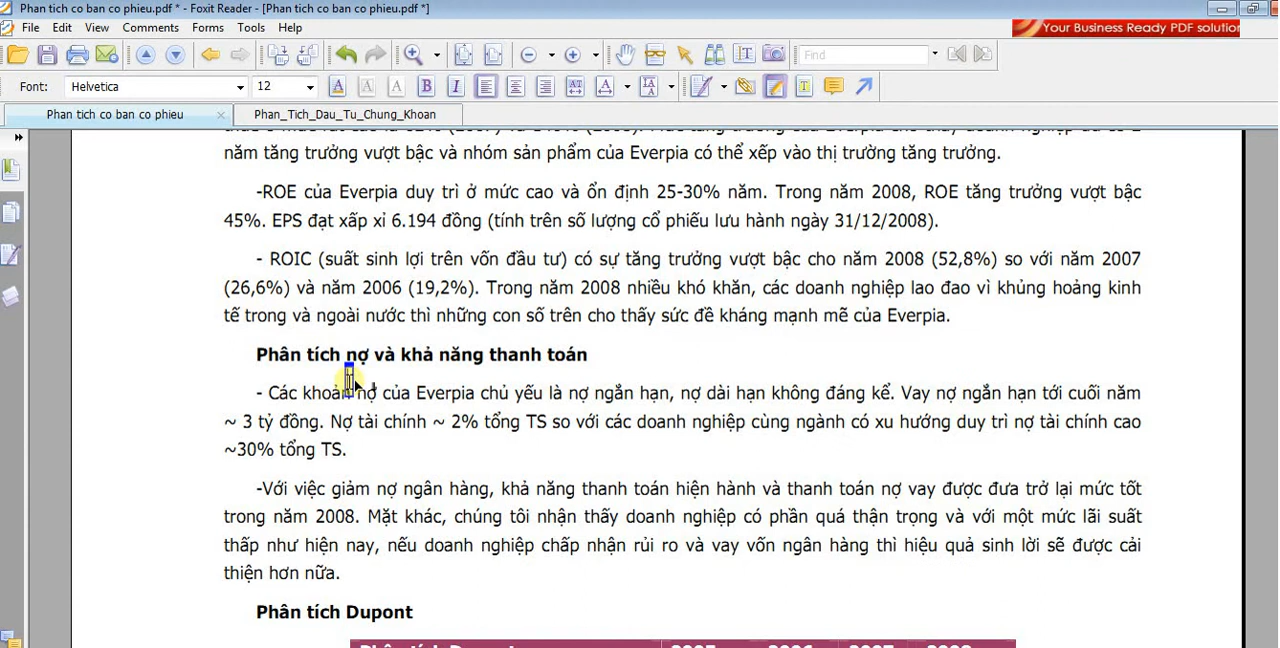 Phan tich co ban co phieu.pdf * - Foxit Reader - [Phan tich co ban co phieu.pdf *]
File Edit View Comments Forms Tools Help
Your Business Ready PDF solution
Find
Font: Helvetica 12
Phan tich co ban co phieu Phan_Tich_Dau_Tu_Chung_Khoan
năm tăng trưởng vượt bậc và nhóm sản phẩm của Everpia có thể xếp vào thị trường tăng trưởng.
-ROE của Everpia duy trì ở mức cao và ổn định 25-30% năm. Trong năm 2008, ROE tăng trưởng vượt bậc
45%. EPS đạt xấp xỉ 6.194 đồng (tính trên số lượng cổ phiếu lưu hành ngày 31/12/2008).
- ROIC (suất sinh lợi trên vốn đầu tư) có sự tăng trưởng vượt bậc cho năm 2008 (52,8%) so với năm 2007
(26,6%) và năm 2006 (19,2%). Trong năm 2008 nhiều khó khăn, các doanh nghiệp lao đao vì khủng hoảng kinh
tế trong và ngoài nước thì những con số trên cho thấy sức đề kháng mạnh mẽ của Everpia.
Phân tích nợ và khả năng thanh toán
- Các khoản nợ của Everpia chủ yếu là nợ ngắn hạn, nợ dài hạn không đáng kể. Vay nợ ngắn hạn tới cuối năm
~ 3 tỷ đồng. Nợ tài chính ~ 2% tổng TS so với các doanh nghiệp cùng ngành có xu hướng duy trì nợ tài chính cao
~30% tổng TS.
-Với việc giảm nợ ngân hàng, khả năng thanh toán hiện hành và thanh toán nợ vay được đưa trở lại mức tốt
trong năm 2008. Mặt khác, chúng tôi nhận thấy doanh nghiệp có phần quá thận trọng và với một mức lãi suất
thấp như hiện nay, nếu doanh nghiệp chấp nhận rủi ro và vay vốn ngân hàng thì hiệu quả sinh lời sẽ được cải
thiện hơn nữa.
Phân tích Dupont